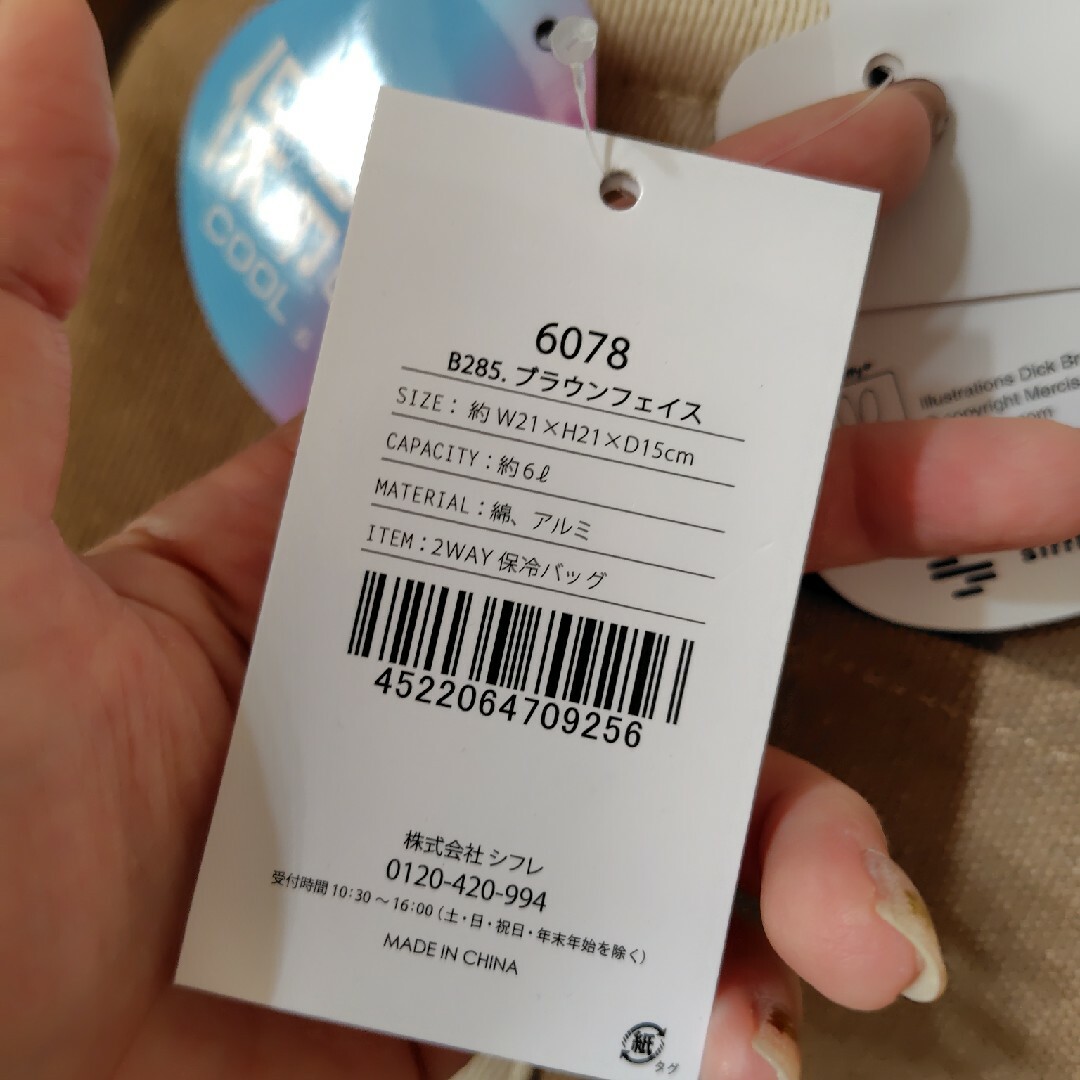 COOL
6078
B285. ブラウンフェイス
SIZE : 約 W21×H21×D15cm
CAPACITY : 約6ℓ
MATERIAL : 綿、アルミ
ITEM : 2WAY 保冷バッグ
4522064709256
株式会社 シフレ
0120-420-994
受付時間 10:30 ～ 16:00 (土・日・祝日・年末年始を除く)
MADE IN CHINA
紙
タグ
Illustrations Dick